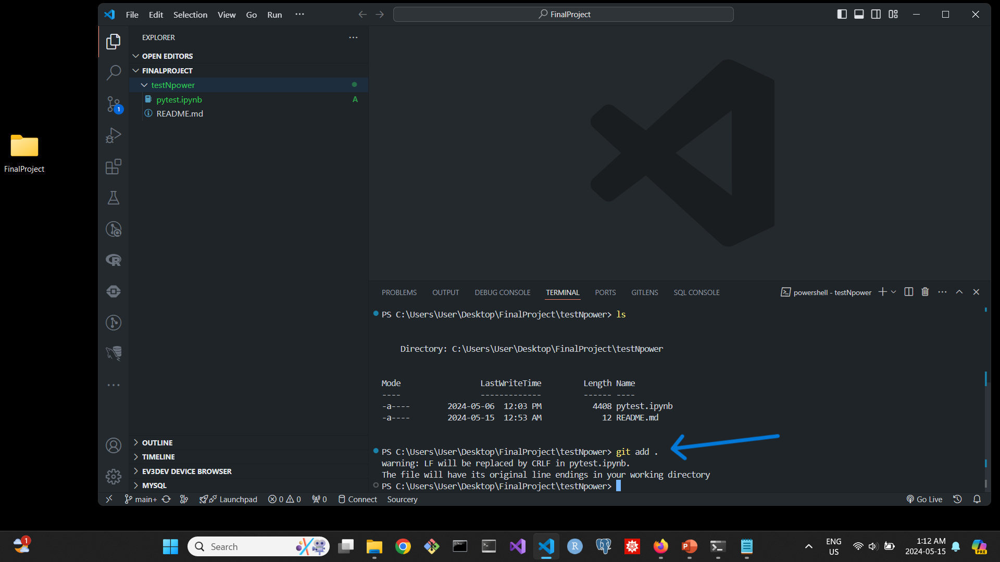 File Edit Selection View Go Run ···
FinalProject
EXPLORER
OPEN EDITORS
FINALPROJECT
testNpower
pytest.ipynb A
README.md
1
FinalProject
PROBLEMS OUTPUT DEBUG CONSOLE TERMINAL PORTS GITLENS SQL CONSOLE
powershell - testNpower
PS C:\Users\User\Desktop\FinalProject\testNpower> ls
Directory: C:\Users\User\Desktop\FinalProject\testNpower
Mode LastWriteTime Length Name
---- ------------- ------ ----
-a---- 2024-05-06 12:03 PM 4408 pytest.ipynb
-a---- 2024-05-15 12:53 AM 12 README.md
PS C:\Users\User\Desktop\FinalProject\testNpower> git add .
warning: LF will be replaced by CRLF in pytest.ipynb.
The file will have its original line endings in your working directory
PS C:\Users\User\Desktop\FinalProject\testNpower>
OUTLINE
TIMELINE
EV3DEV DEVICE BROWSER
MYSQL
main+ Launchpad 0 0 0 Connect Sourcery Go Live
1
Search
R
P
ENG
US
1:12 AM
2024-05-15
PRE